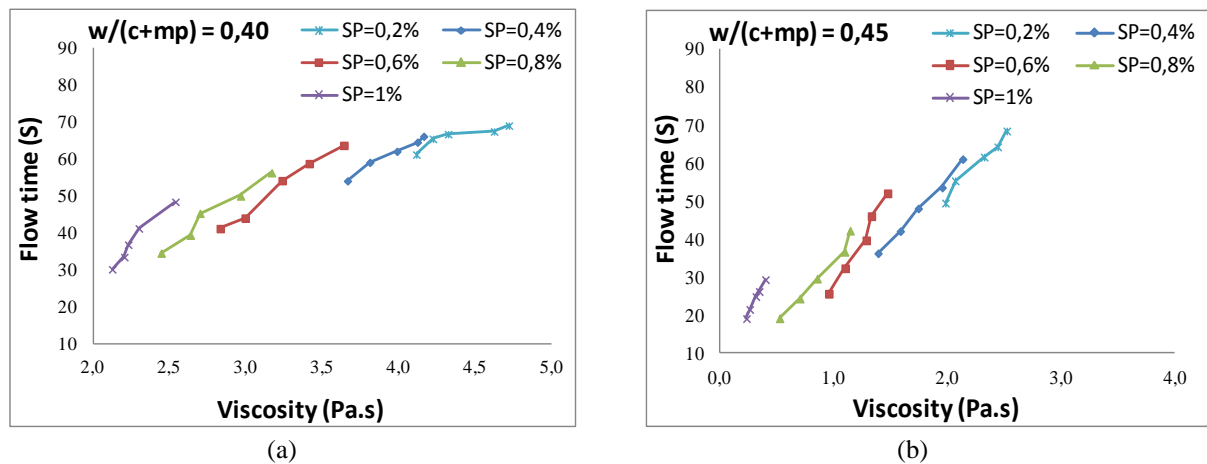 w/(c+mp) = 0,40
SP=0,2% SP=0,4%
SP=0,6% SP=0,8%
SP=1%
Flow time (S)
90
80
70
60
50
40
30
20
10
2,0 2,5 3,0 3,5 4,0 4,5 5,0
Viscosity (Pa.s)
(a)
w/(c+mp) = 0,45
SP=0,2% SP=0,4%
SP=0,6% SP=0,8%
SP=1%
Flow time (S)
90
80
70
60
50
40
30
20
10
0,0 1,0 2,0 3,0 4,0
Viscosity (Pa.s)
(b)